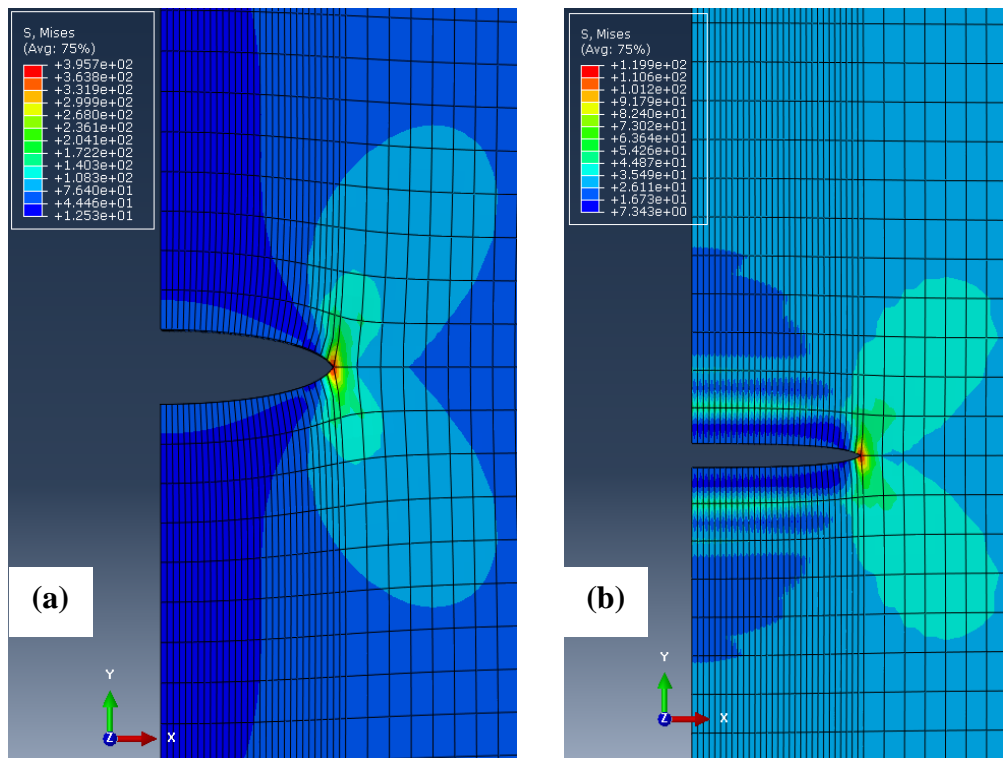 S, Mises
(Avg: 75%)
+3.957e+02
+3.638e+02
+3.319e+02
+2.999e+02
+2.680e+02
+2.361e+02
+2.041e+02
+1.722e+02
+1.403e+02
+1.083e+02
+7.640e+01
+4.446e+01
+1.253e+01
(a)
Y
Z
X
S, Mises
(Avg: 75%)
+1.199e+02
+1.106e+02
+1.012e+02
+9.179e+01
+8.240e+01
+7.302e+01
+6.364e+01
+5.426e+01
+4.487e+01
+3.549e+01
+2.611e+01
+1.673e+01
+7.343e+00
(b)
Y
Z
X